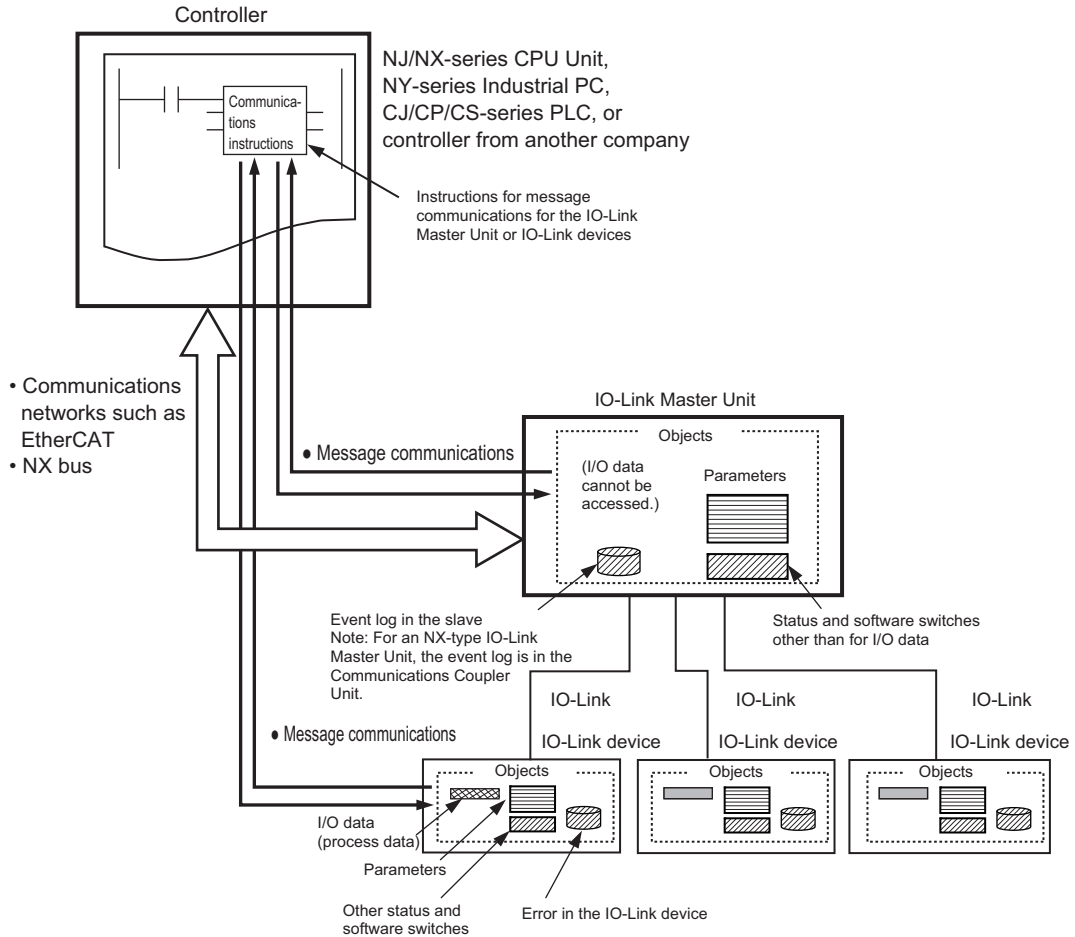 Controller
NJ/NX-series CPU Unit,
NY-series Industrial PC,
CJ/CP/CS-series PLC, or
controller from another company
Communica-
tions
instructions
Instructions for message
communications for the IO-Link
Master Unit or IO-Link devices
• Communications
networks such as
EtherCAT
• NX bus
IO-Link Master Unit
Objects
● Message communications
(I/O data
cannot be
accessed.)
Parameters
Event log in the slave
Note: For an NX-type IO-Link
Master Unit, the event log is in the
Communications Coupler
Unit.
Status and software switches
other than for I/O data
IO-Link
IO-Link
IO-Link
● Message communications
IO-Link device
IO-Link device
IO-Link device
Objects
Objects
Objects
I/O data
(process data)
Parameters
Other status and
software switches
Error in the IO-Link device